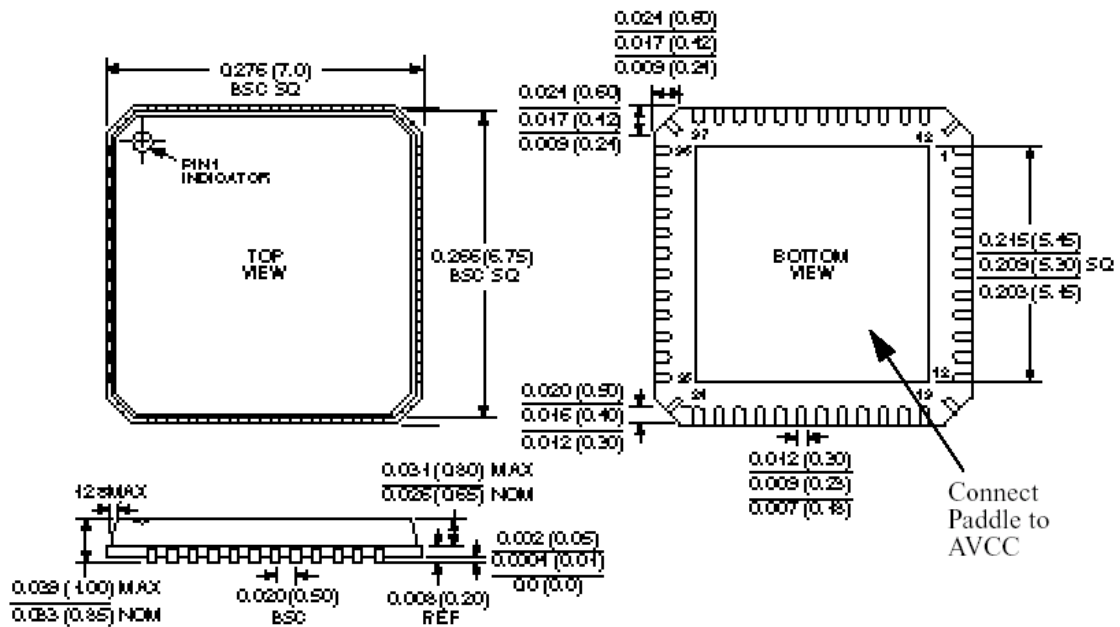 0.024 (0.60)
0.017 (0.42)
0.009 (0.24)
0.276 (7.0)
BSC SQ
0.024 (0.60)
0.017 (0.42)
0.009 (0.24)
37
48
36
1
PIN 1
INDICATOR
TOP
VIEW
0.266 (6.75)
BSC SQ
BOTTOM
VIEW
0.215 (5.45)
0.209 (5.30) SQ
0.203 (5.15)
25
24
13
12
0.020 (0.50)
0.016 (0.40)
0.012 (0.30)
0.012 (0.30)
0.009 (0.23)
0.007 (0.18)
Connect
Paddle to
AVCC
0.031 (0.80) MAX
0.026 (0.65) NOM
MAX
0.002 (0.05)
0.0004 (0.01)
0.0 (0.0)
0.039 (1.00) MAX
0.033 (0.85) NOM
0.020 (0.50)
BSC
0.008 (0.20)
REF